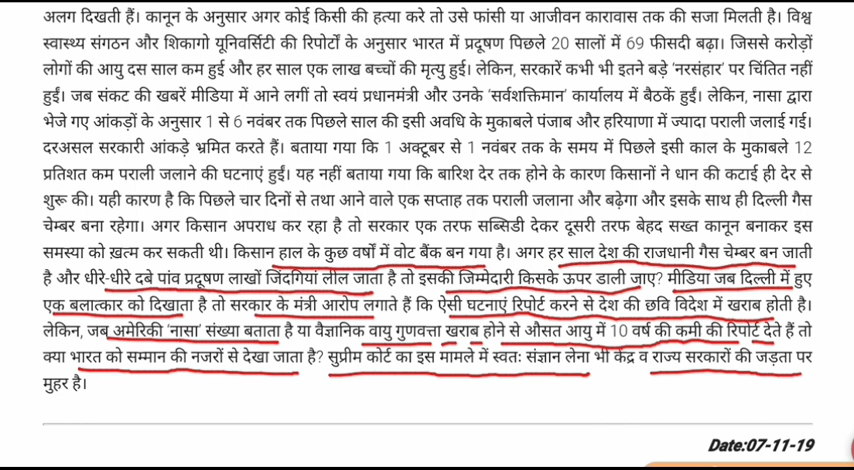 अलग दिखती हैं। कानून के अनुसार अगर कोई किसी की हत्या करे तो उसे फांसी या आजीवन कारावास तक की सजा मिलती है। विश्व
स्वास्थ्य संगठन और शिकागो यूनिवर्सिटी की रिपोर्टों के अनुसार भारत में प्रदूषण पिछले 20 सालों में 69 फीसदी बढ़ा। जिससे करोड़ों
लोगों की आयु दस साल कम हुई और हर साल एक लाख बच्चों की मृत्यु हुई। लेकिन, सरकारें कभी भी इतने बड़े 'नरसंहार' पर चिंतित नहीं
हुईं। जब संकट की खबरें मीडिया में आने लगीं तो स्वयं प्रधानमंत्री और उनके 'सर्वशक्तिमान' कार्यालय में बैठकें हुईं। लेकिन, नासा द्वारा
भेजे गए आंकड़ों के अनुसार 1 से 6 नवंबर तक पिछले साल की इसी अवधि के मुकाबले पंजाब और हरियाणा में ज्यादा पराली जलाई गई।
दरअसल सरकारी आंकड़े भ्रमित करते हैं। बताया गया कि 1 अक्टूबर से 1 नवंबर तक के समय में पिछले इसी काल के मुकाबले 12
प्रतिशत कम पराली जलाने की घटनाएं हुईं। यह नहीं बताया गया कि बारिश देर तक होने के कारण किसानों ने धान की कटाई ही देर से
शुरू की। यही कारण है कि पिछले चार दिनों से तथा आने वाले एक सप्ताह तक पराली जलाना और बढ़ेगा और इसके साथ ही दिल्ली गैस
चेम्बर बना रहेगा। अगर किसान अपराध कर रहा है तो सरकार एक तरफ सब्सिडी देकर दूसरी तरफ बेहद सख्त कानून बनाकर इस
समस्या को ख़त्म कर सकती थी। किसान हाल के कुछ वर्षों में वोट बैंक बन गया है। अगर हर साल देश की राजधानी गैस चेम्बर बन जाती
है और धीरे-धीरे दबे पांव प्रदूषण लाखों जिंदगियां लील जाता है तो इसकी जिम्मेदारी किसके ऊपर डाली जाए? मीडिया जब दिल्ली में हुए
एक बलात्कार को दिखाता है तो सरकार के मंत्री आरोप लगाते हैं कि ऐसी घटनाएं रिपोर्ट करने से देश की छवि विदेश में खराब होती है।
लेकिन, जब अमेरिकी 'नासा' संख्या बताता है या वैज्ञानिक वायु गुणवत्ता खराब होने से औसत आयु में 10 वर्ष की कमी की रिपोर्ट देते हैं तो
क्या भारत को सम्मान की नजरों से देखा जाता है? सुप्रीम कोर्ट का इस मामले में स्वत: संज्ञान लेना भी केंद्र व राज्य सरकारों की जड़ता पर
मुहर है।
Date:07-11-19